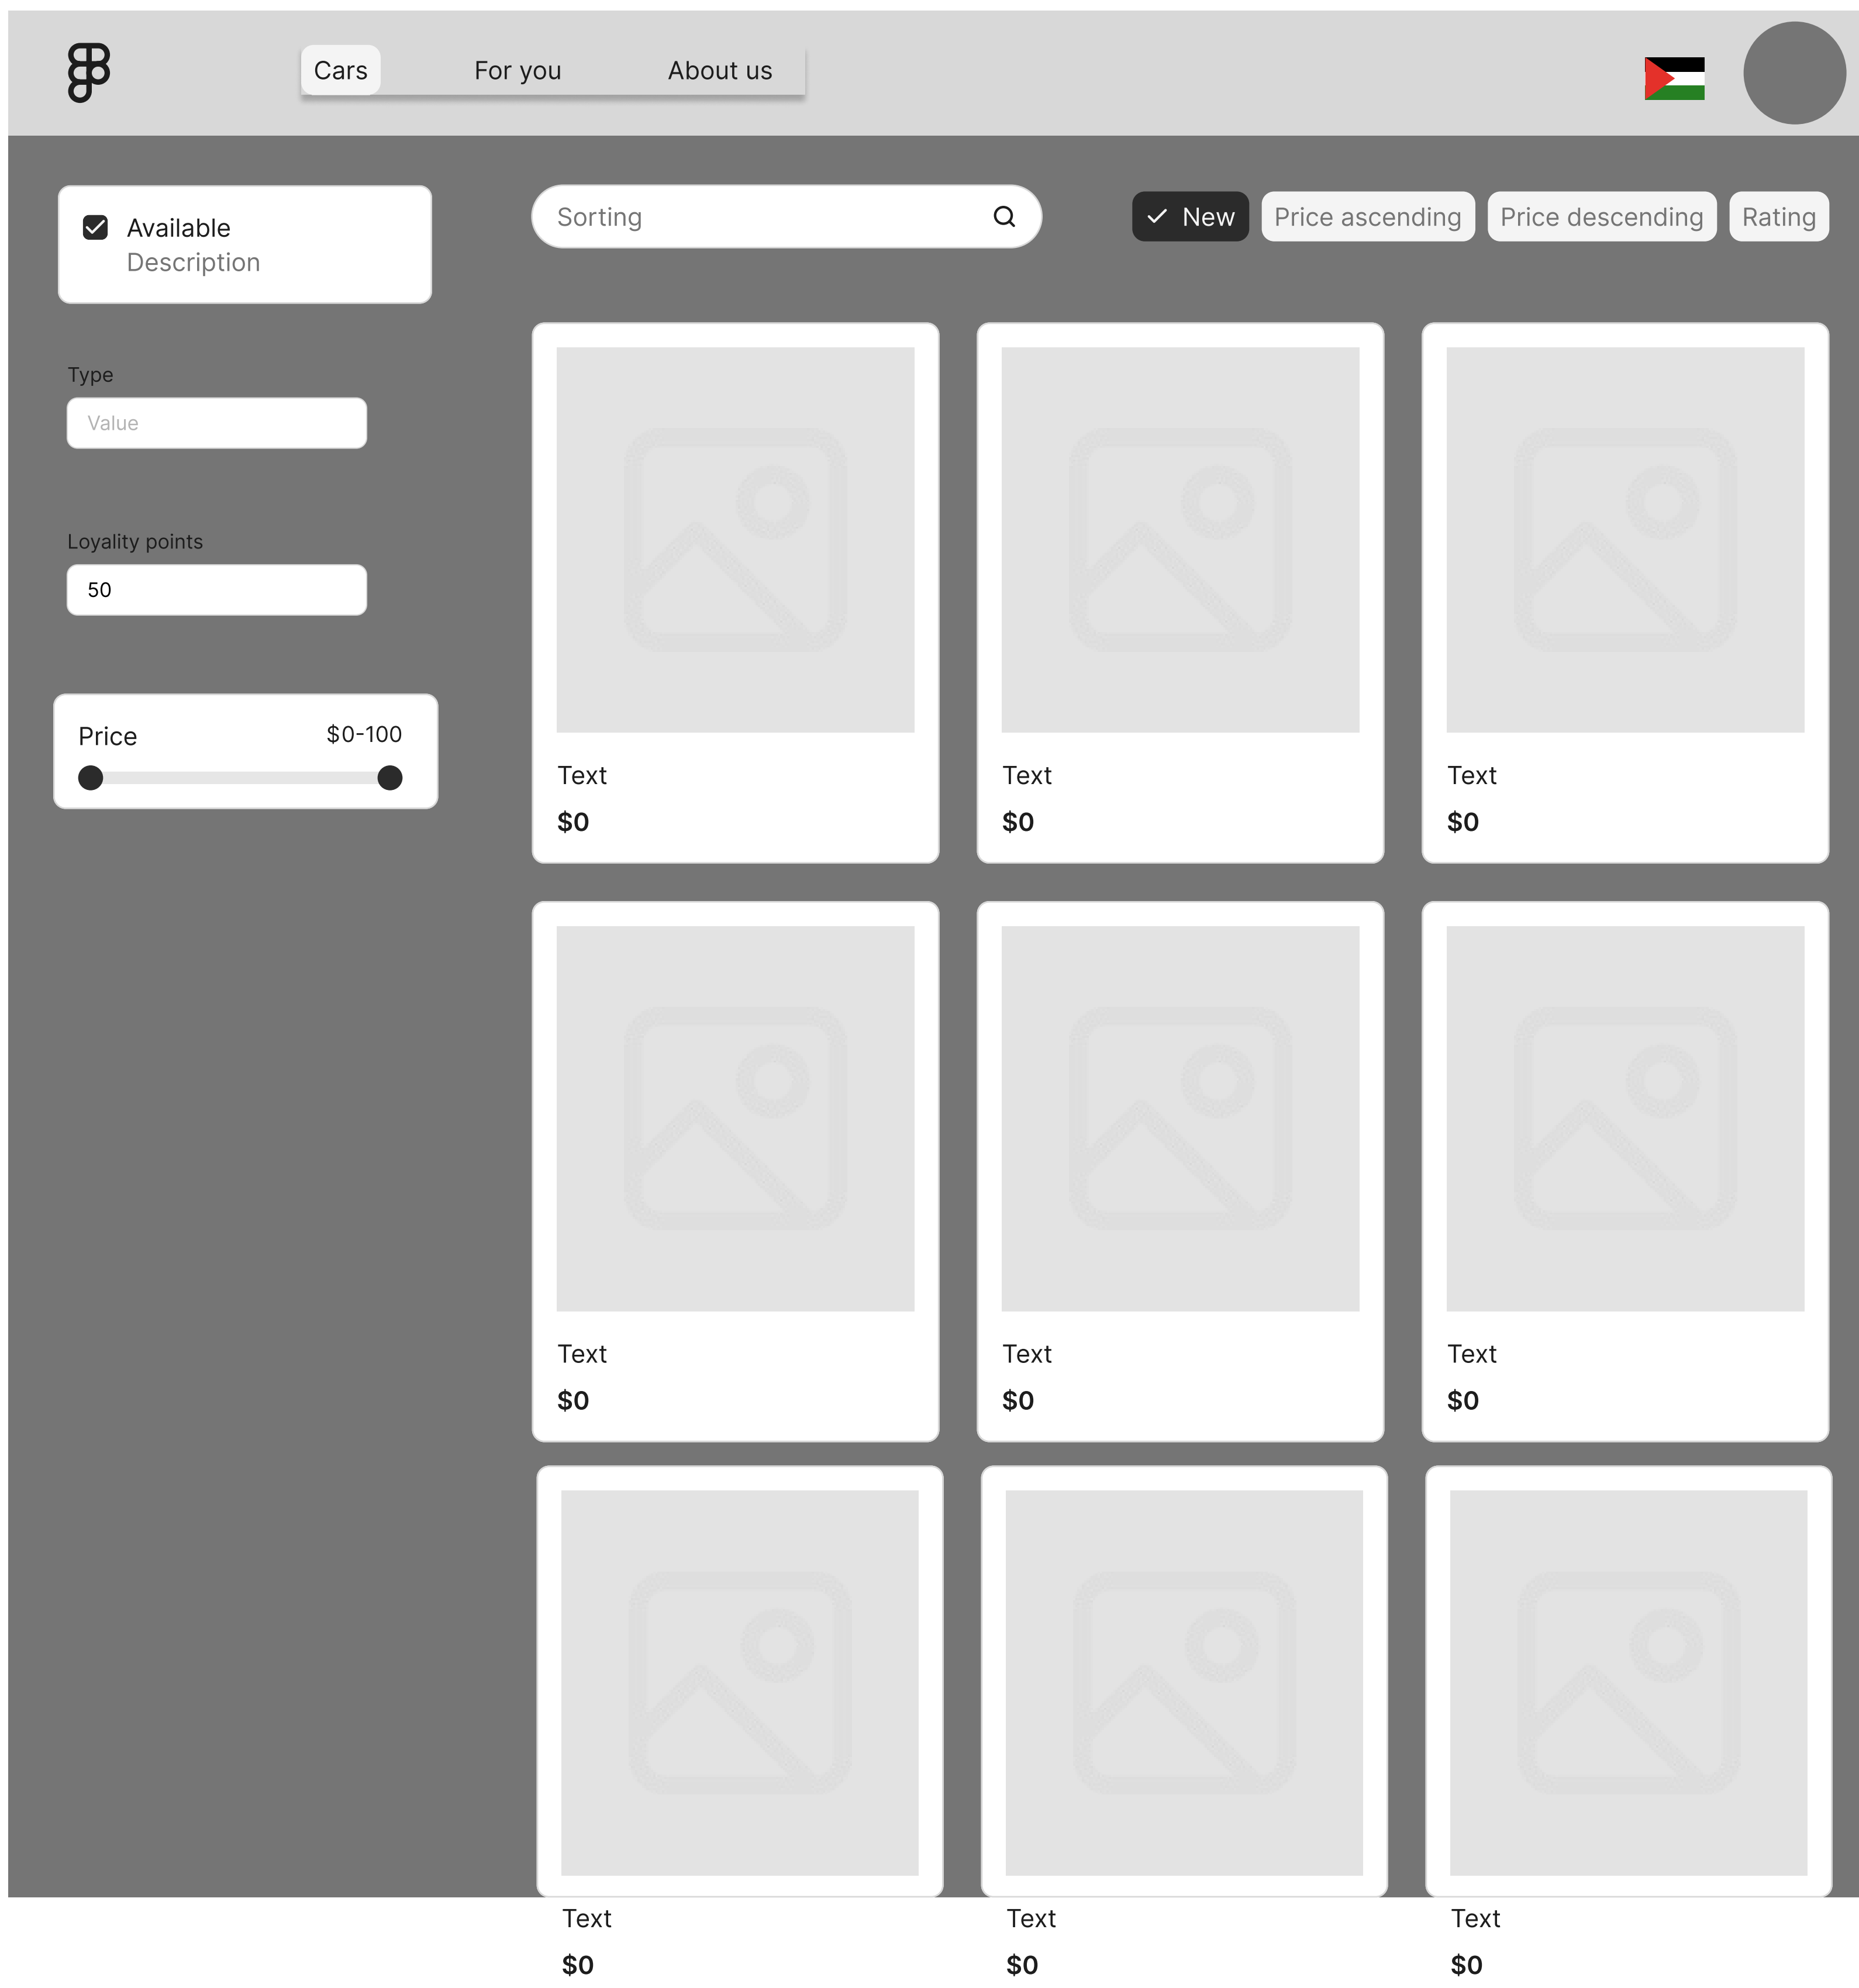 Cars
For you
About us
Available
Description
Sorting
New
Price ascending
Price descending
Rating
Type
Value
Loyality points
50
Price
$0-100
Text
$0
Text
$0
Text
$0
Text
$0
Text
$0
Text
$0
Text
$0
Text
$0
Text
$0